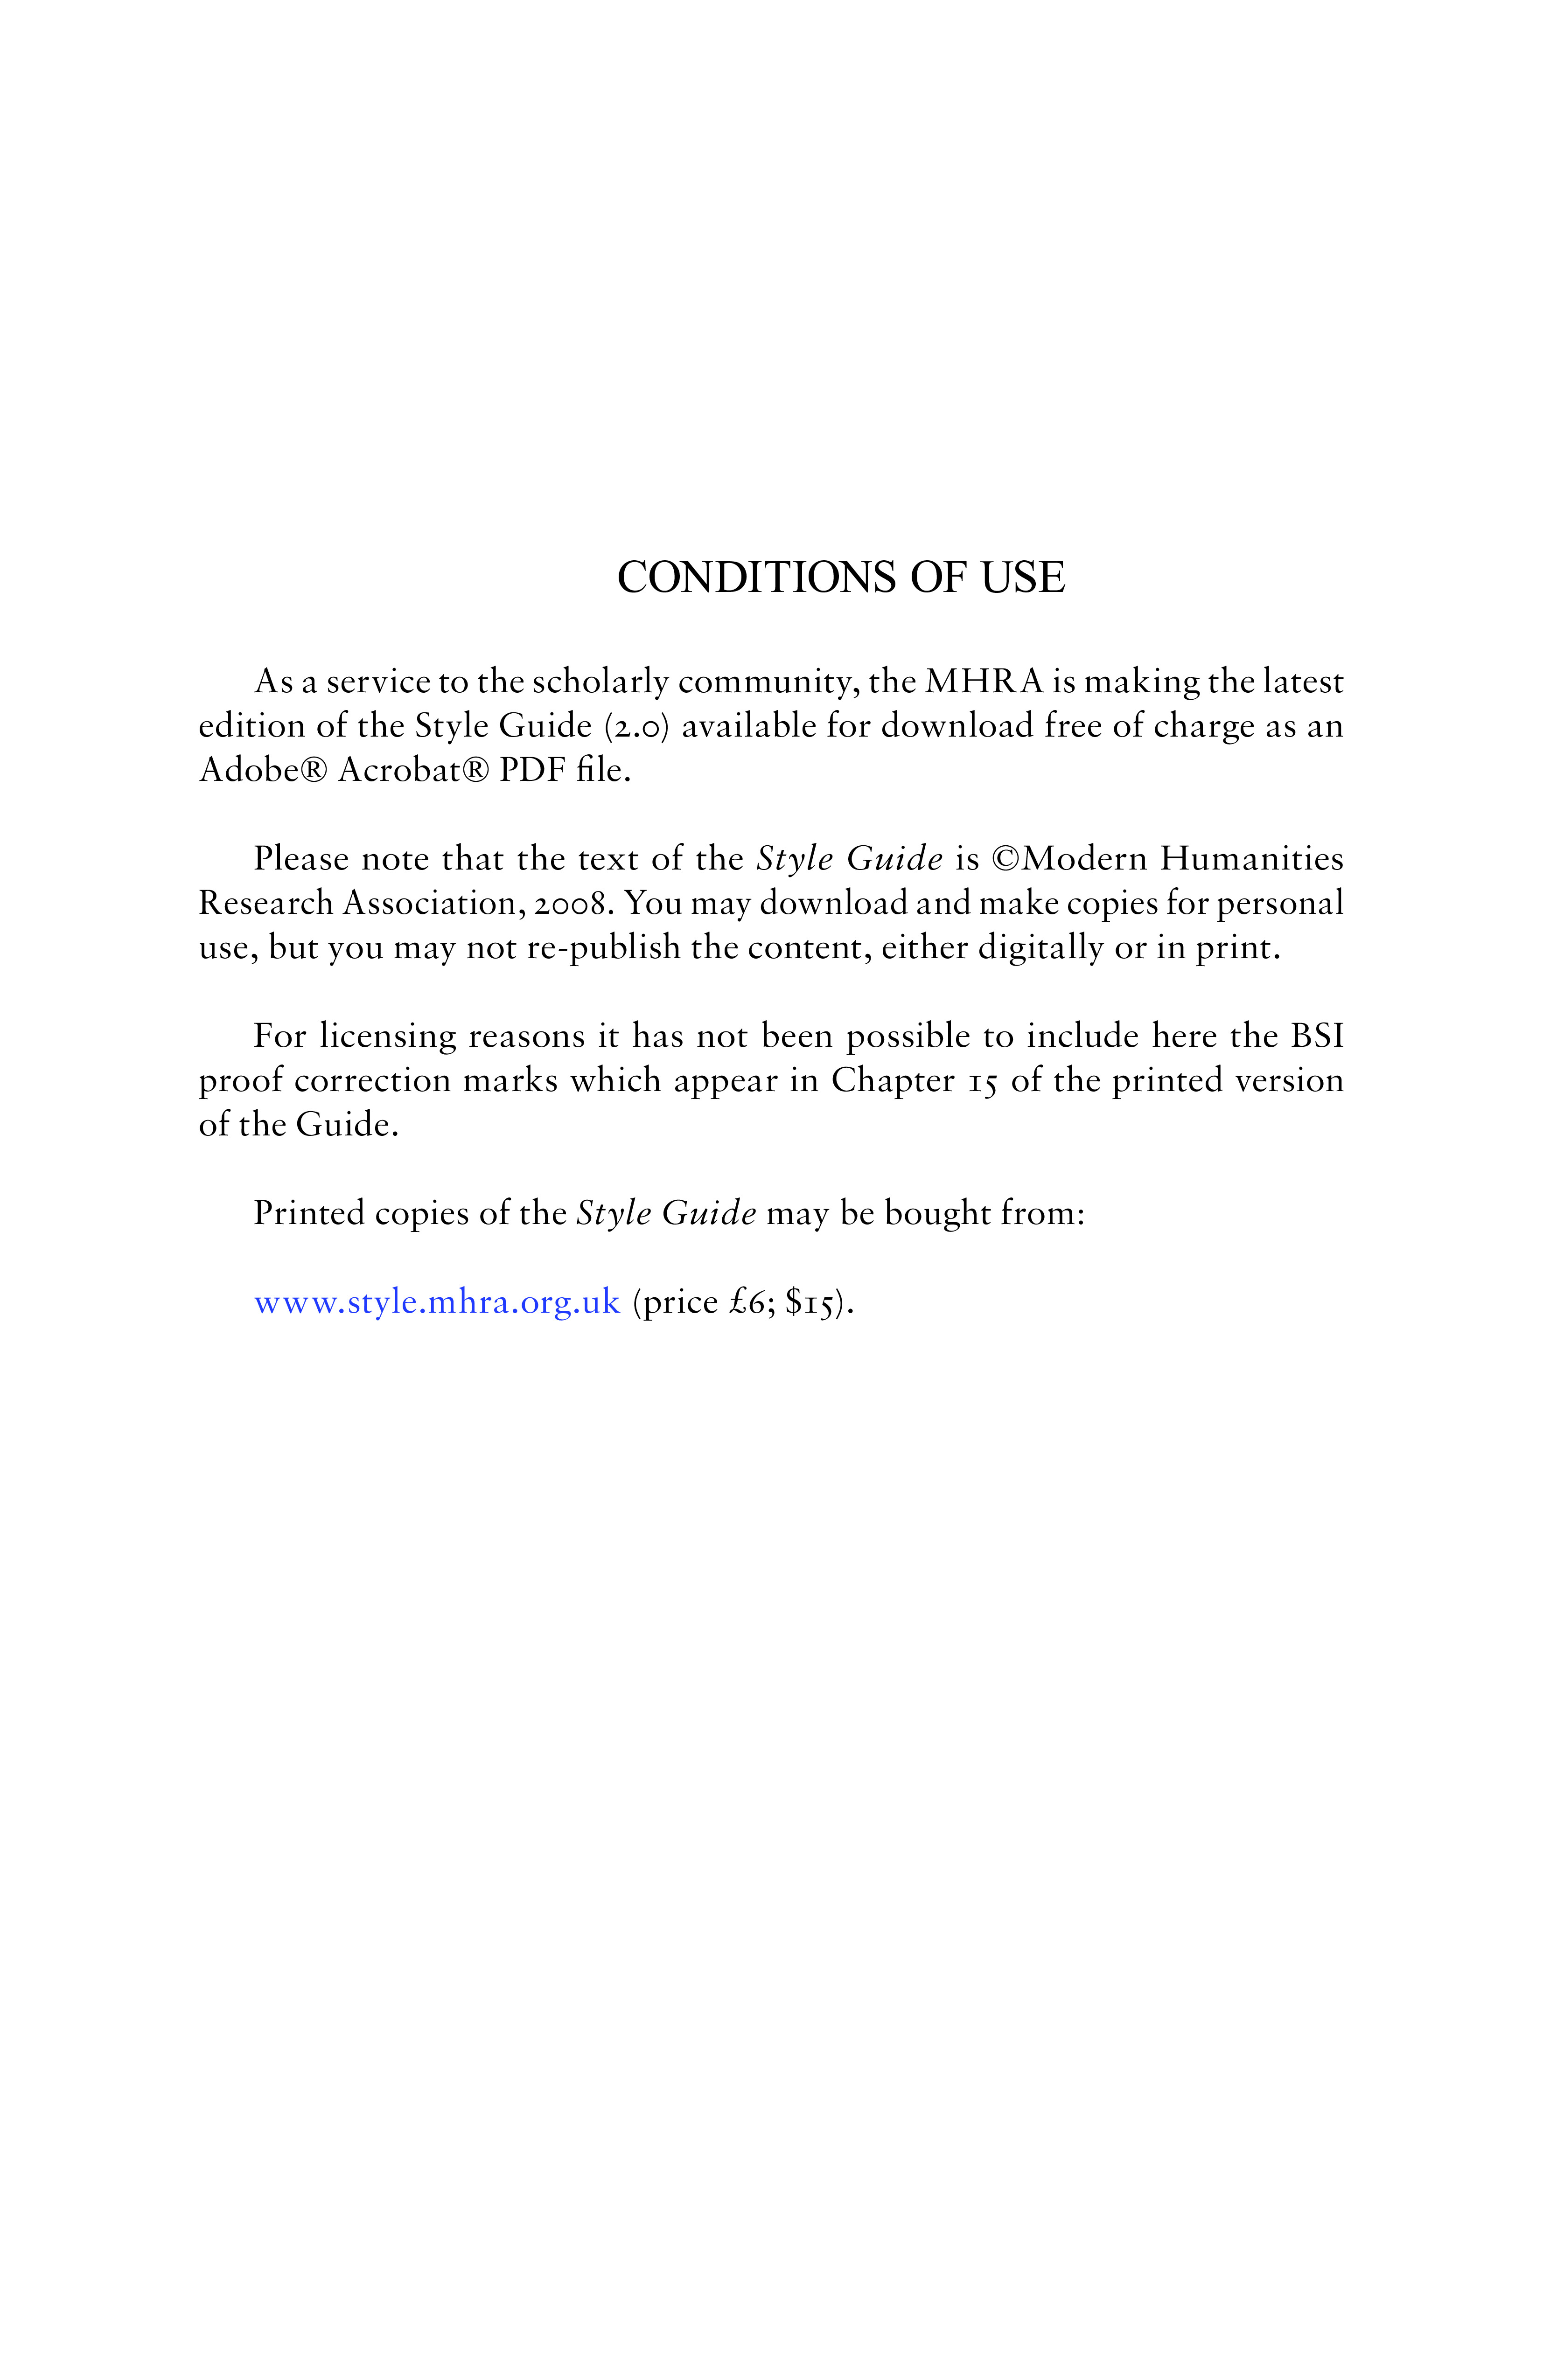 CONDITIONS OF USE
As a service to the scholarly community, the MHRA is making the latest
edition of the Style Guide (2.0) available for download free of charge as an
Adobe® Acrobat® PDF file.
Please note that the text of the Style Guide is ©Modern Humanities
Research Association, 2008. You may download and make copies for personal
use, but you may not re-publish the content, either digitally or in print.
For licensing reasons it has not been possible to include here the BSI
proof correction marks which appear in Chapter 15 of the printed version
of the Guide.
Printed copies of the Style Guide may be bought from:
www.style.mhra.org.uk (price £6; $15).